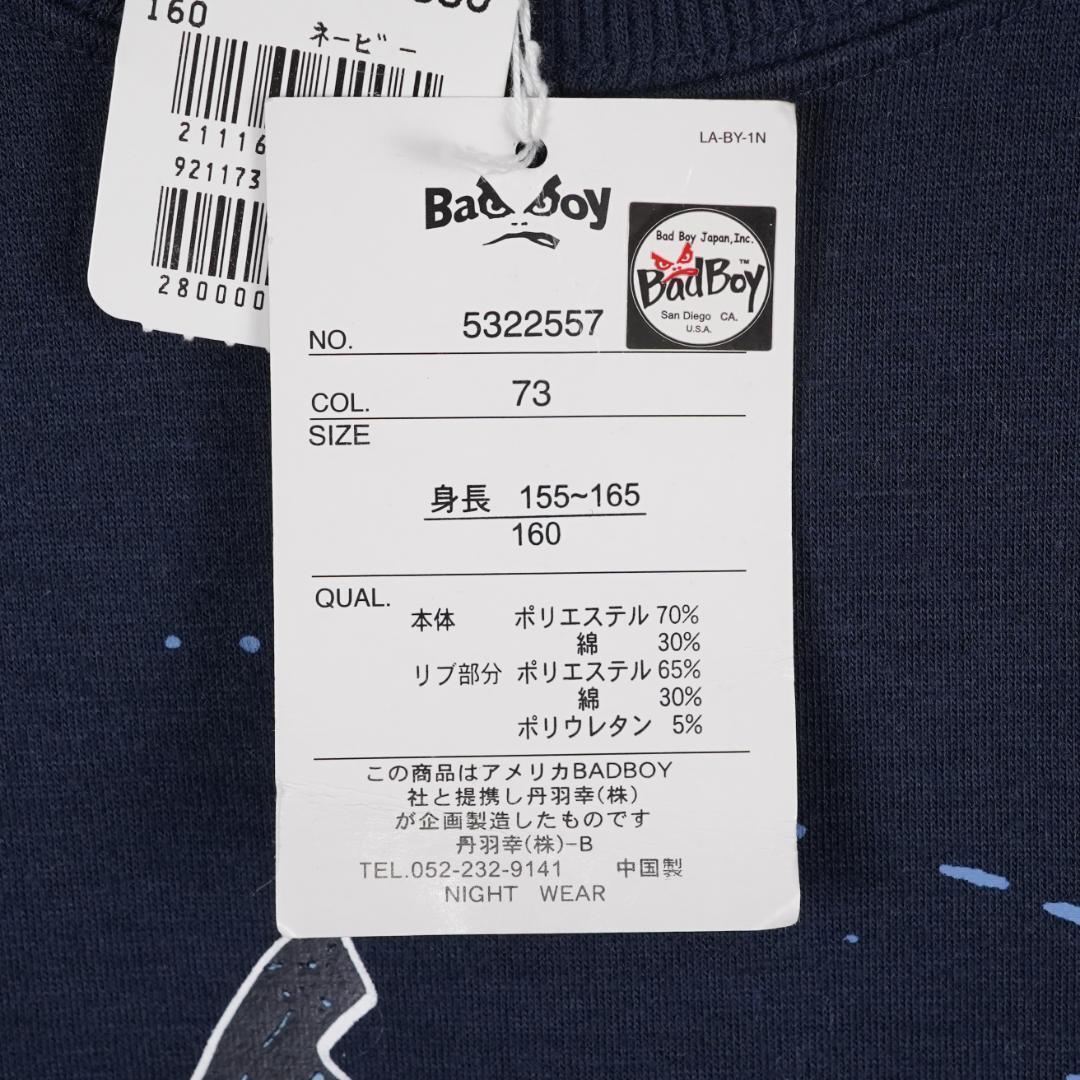 160
ネービー
21116
921173
280000
LA-BY-1N
Bad Boy
Bad Boy Japan,Inc.
BadBoy™
San Diego CA.
U.S.A.
NO. 5322557
COL. 73
SIZE
身長 155~165
160
QUAL.
本体 ポリエステル 70%
綿 30%
リブ部分 ポリエステル 65%
綿 30%
ポリウレタン 5%
この商品はアメリカBADBOY
社と提携し丹羽幸(株)
が企画製造したものです
丹羽幸(株)-B
TEL.052-232-9141 中国製
NIGHT WEAR